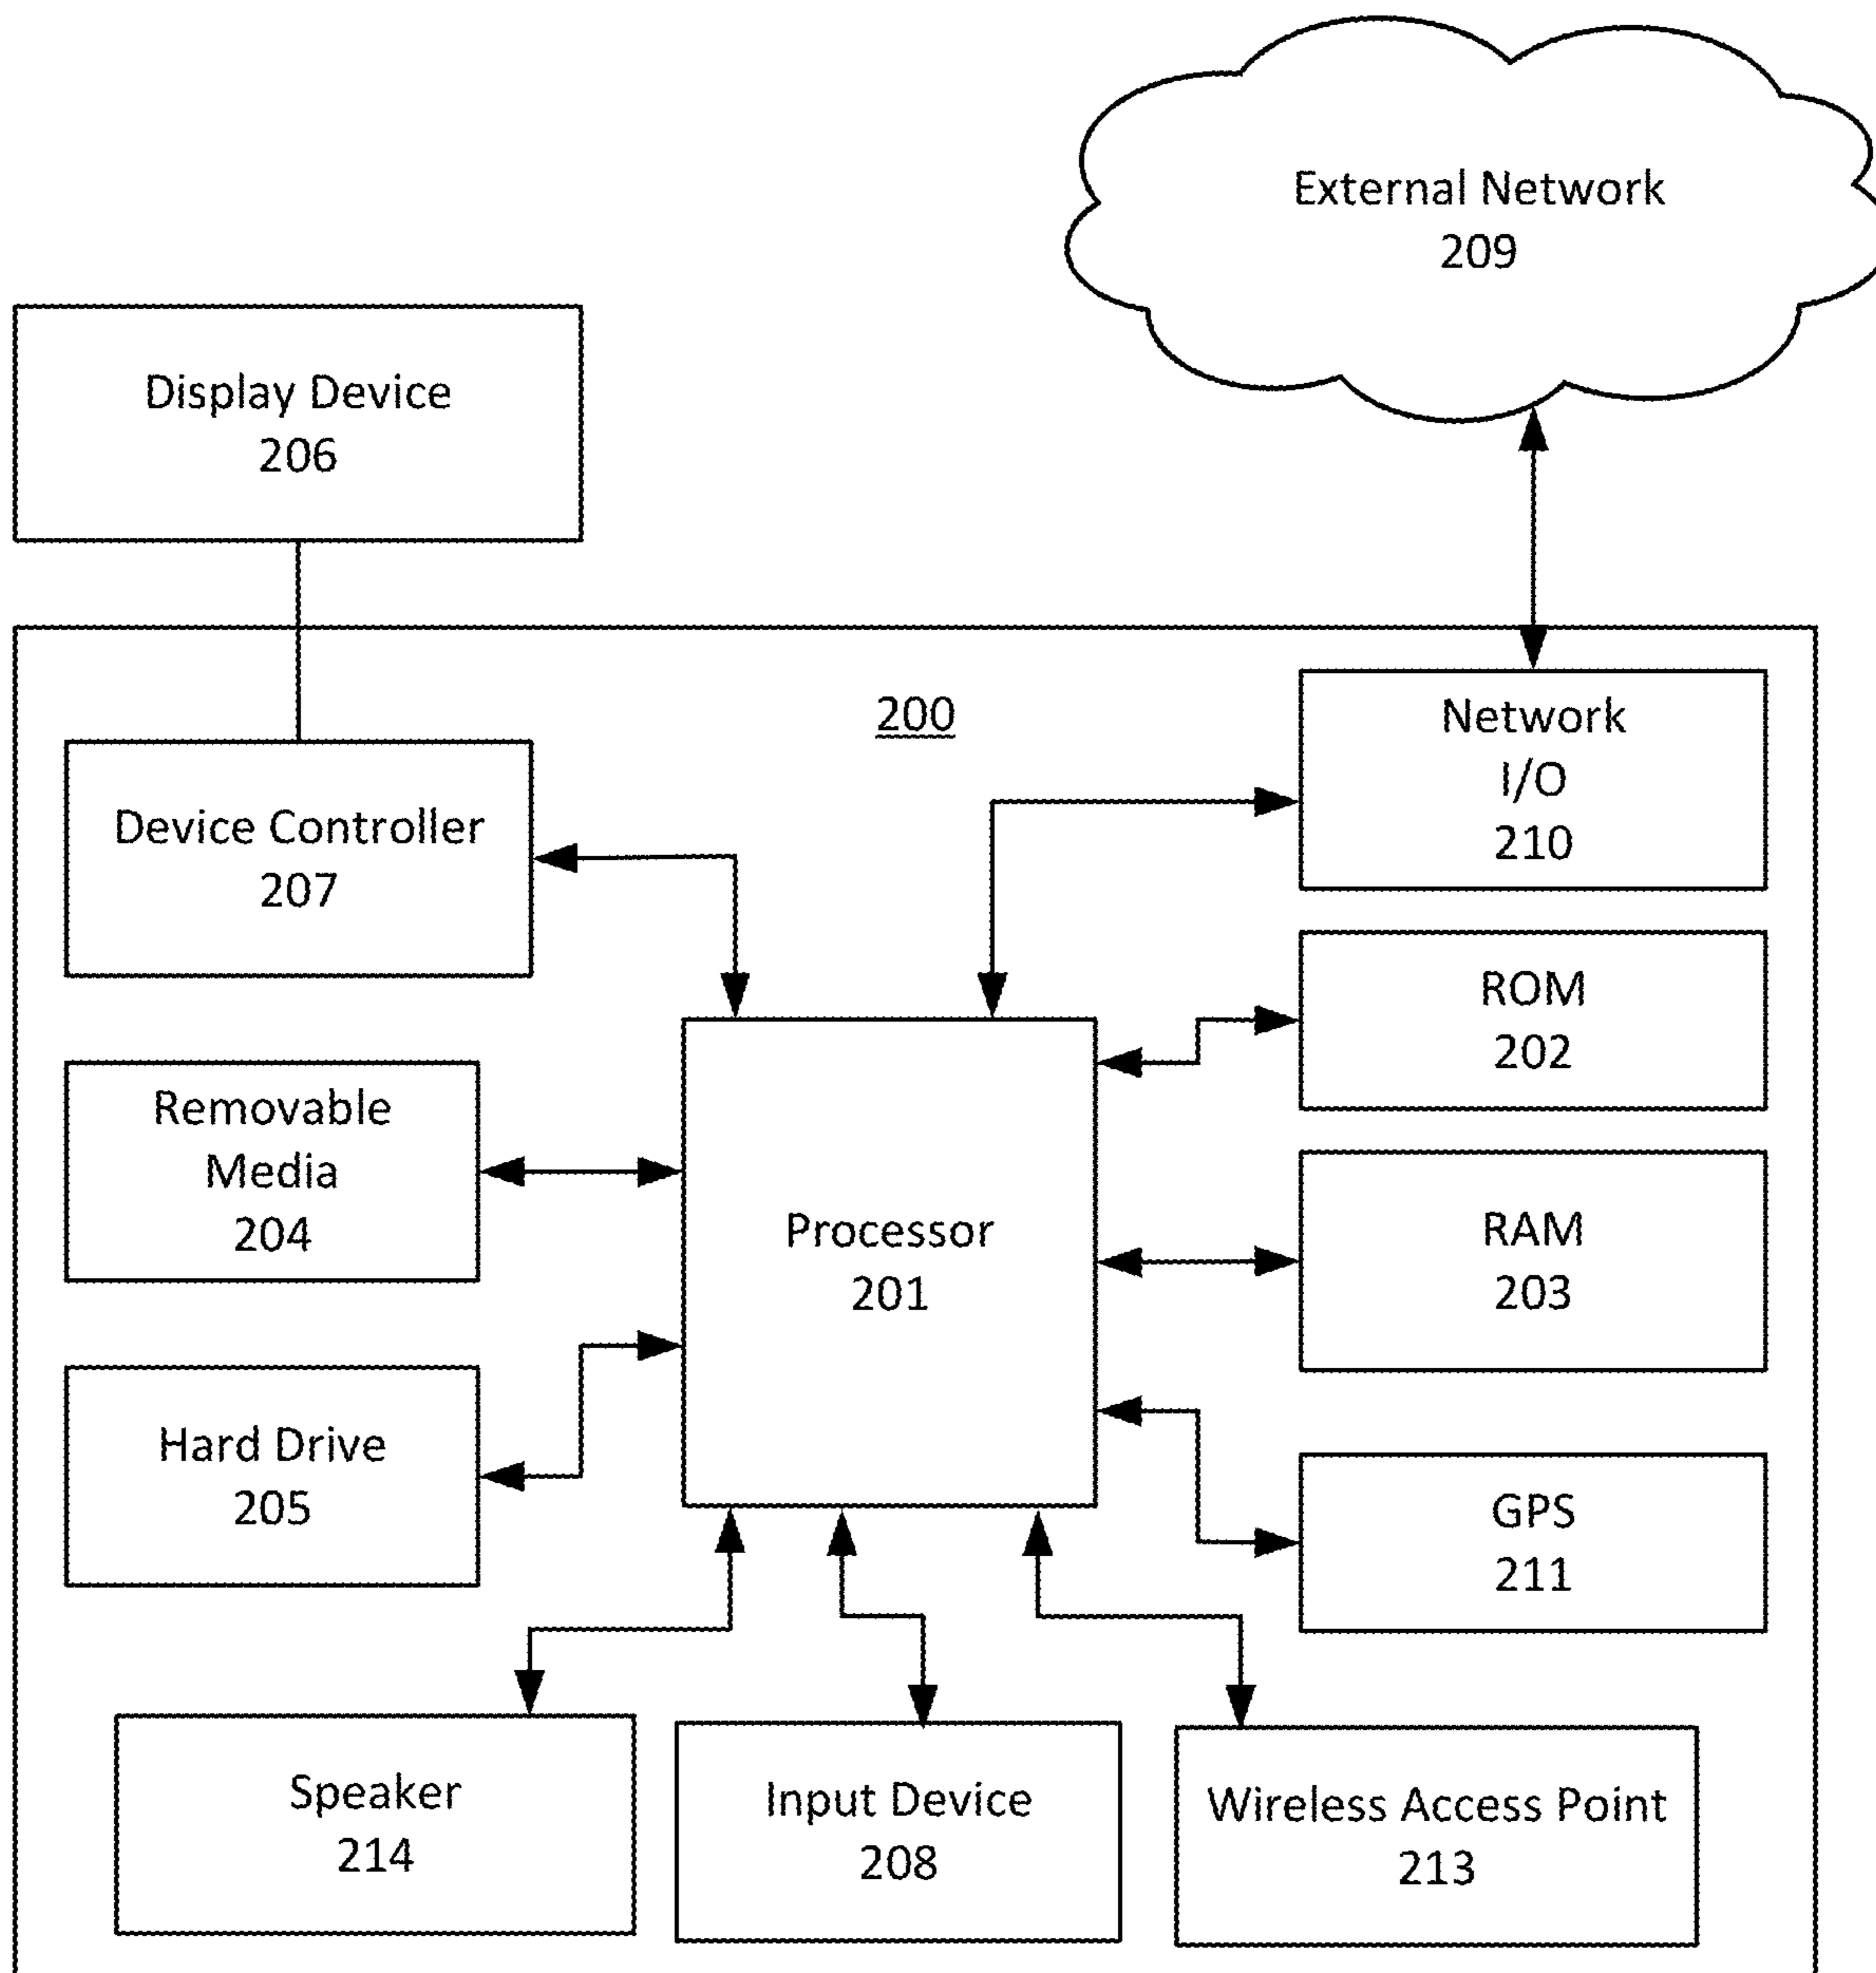 External Network
209
Display Device
206
200
Network
I/O
210
Device Controller
207
ROM
202
Removable
Media
204
Processor
201
RAM
203
Hard Drive
205
GPS
211
Speaker
214
Input Device
208
Wireless Access Point
213